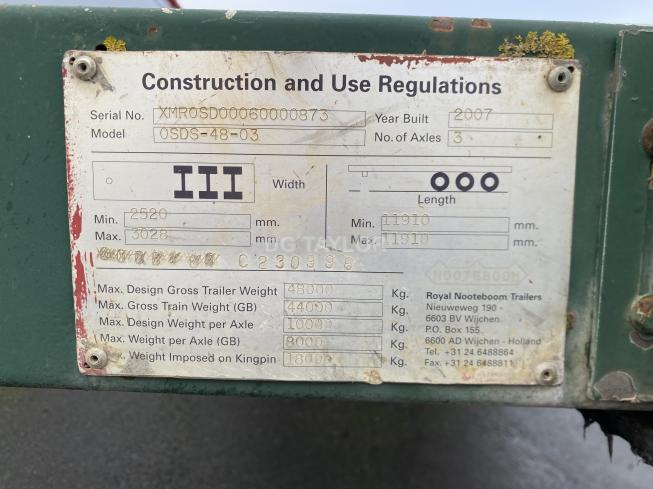 Construction and Use Regulations
Serial No. XMR0SD00060000873 Year Built 2007
Model OSDS-48-03 No. of Axles 3
Width Length
Min. 2520 mm. Min. 11910 mm.
Max. 3028 mm. Max. 11910 mm.
DG TAYLOR
C230996
NOOTEBOOM
Max. Design Gross Trailer Weight 48000 Kg.
Max. Gross Train Weight (GB) 44000 Kg.
Max. Design Weight per Axle 10000 Kg.
Max. Weight per Axle (GB) 8000 Kg.
Max. Weight Imposed on Kingpin 18000 Kg.
Royal Nooteboom Trailers
Nieuweweg 190 -
6603 BV Wijchen
P.O. Box 155
6600 AD Wijchen - Holland
Tel. +31 24 6488864
Fax. +31 24 6488811